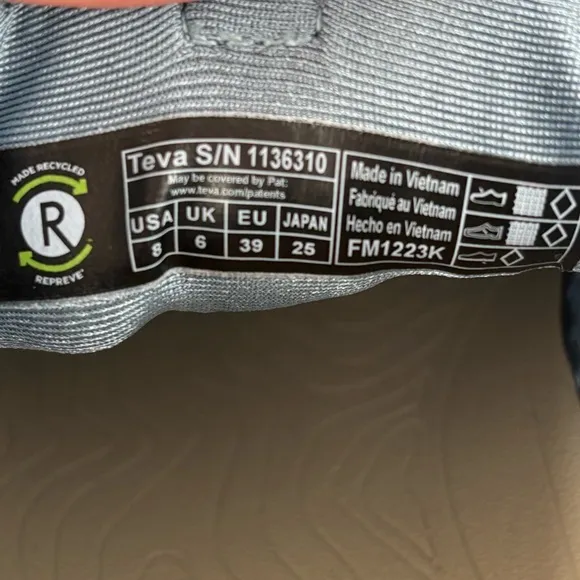 MADE RECYCLED
R
REPREVE®
Teva S/N 1136310
May be covered by Pat:
www.teva.com/patents
USA UK EU JAPAN
8 6 39 25
Made in Vietnam
Fabriqué au Vietnam
Hecho en Vietnam
FM1223K